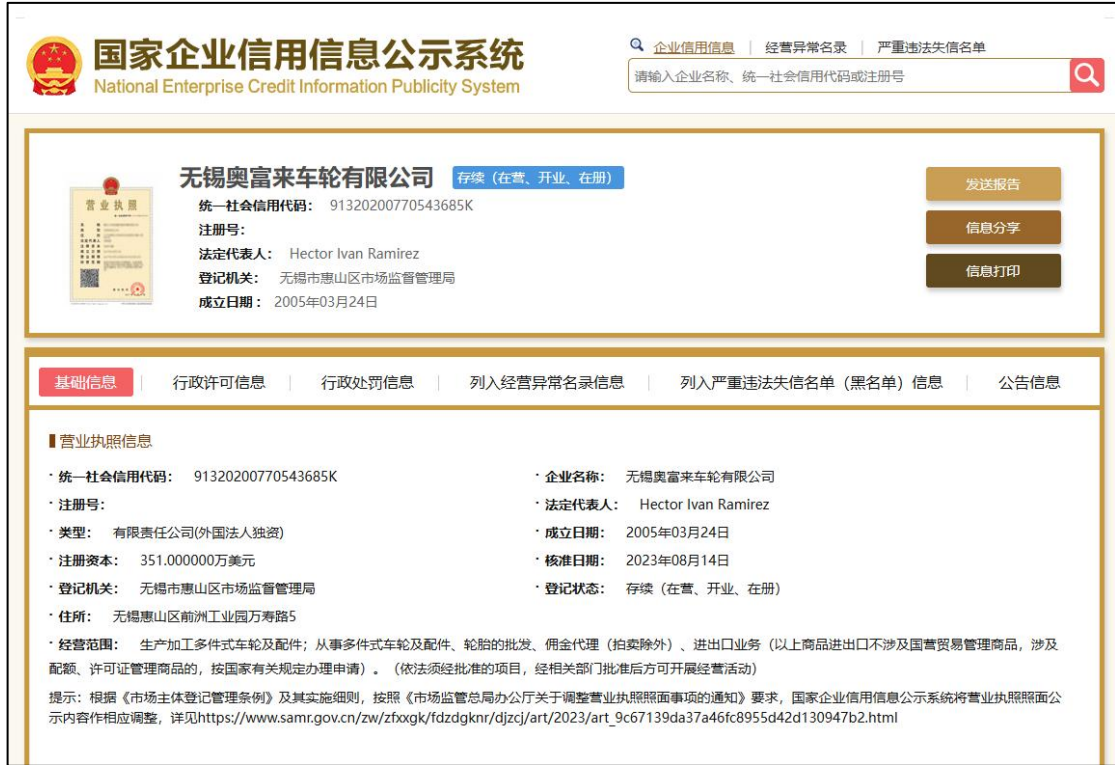 国家企业信用信息公示系统
National Enterprise Credit Information Publicity System
企业信用信息 | 经营异常名录 | 严重违法失信名单
请输入企业名称、统一社会信用代码或注册号
无锡奥富来车轮有限公司 存续（在营、开业、在册）
统一社会信用代码： 91320200770543685K
注册号：
法定代表人： Hector Ivan Ramirez
登记机关： 无锡市惠山区市场监督管理局
成立日期： 2005年03月24日
营业执照
发送报告
信息分享
信息打印
基础信息 | 行政许可信息 | 行政处罚信息 | 列入经营异常名录信息 | 列入严重违法失信名单（黑名单）信息 | 公告信息
营业执照信息
· 统一社会信用代码： 91320200770543685K · 企业名称： 无锡奥富来车轮有限公司
· 注册号： · 法定代表人： Hector Ivan Ramirez
· 类型： 有限责任公司(外国法人独资) · 成立日期： 2005年03月24日
· 注册资本： 351.000000万美元 · 核准日期： 2023年08月14日
· 登记机关： 无锡市惠山区市场监督管理局 · 登记状态： 存续（在营、开业、在册）
· 住所： 无锡惠山区前洲工业园万寿路5
· 经营范围： 生产加工多件式车轮及配件；从事多件式车轮及配件、轮胎的批发、佣金代理（拍卖除外）、进出口业务（以上商品进出口不涉及国营贸易管理商品，涉及
配额、许可证管理商品的，按国家有关规定办理申请）。（依法须经批准的项目，经相关部门批准后方可开展经营活动）
提示：根据《市场主体登记管理条例》及其实施细则，按照《市场监管总局办公厅关于调整营业执照照面事项的通知》要求，国家企业信用信息公示系统将营业执照照面公
示内容作相应调整，详见https://www.samr.gov.cn/zw/zfxxgk/fdzdgknr/djzcj/art/2023/art_9c67139da37a46fc8955d42d130947b2.html